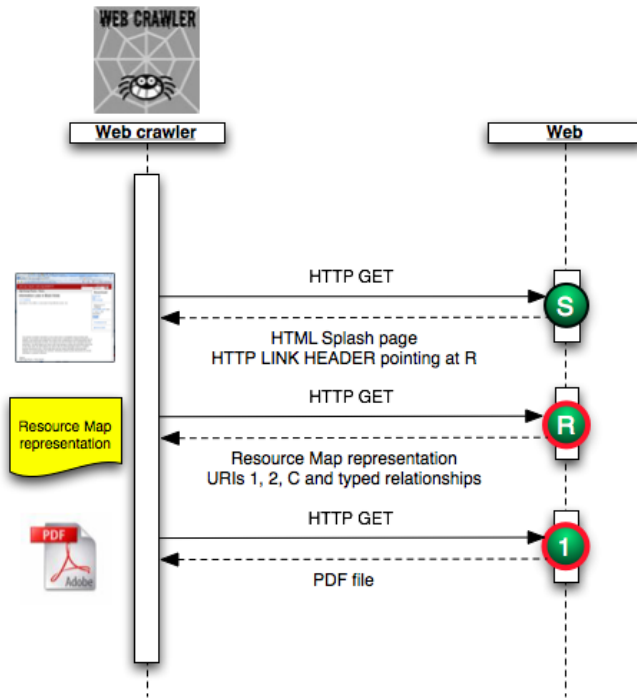 WEB CRAWLER
Web crawler
Web
HTTP GET
S
HTML Splash page
HTTP LINK HEADER pointing at R
HTTP GET
R
Resource Map
representation
Resource Map representation
URIs 1, 2, C and typed relationships
HTTP GET
1
PDF
Adobe
PDF file